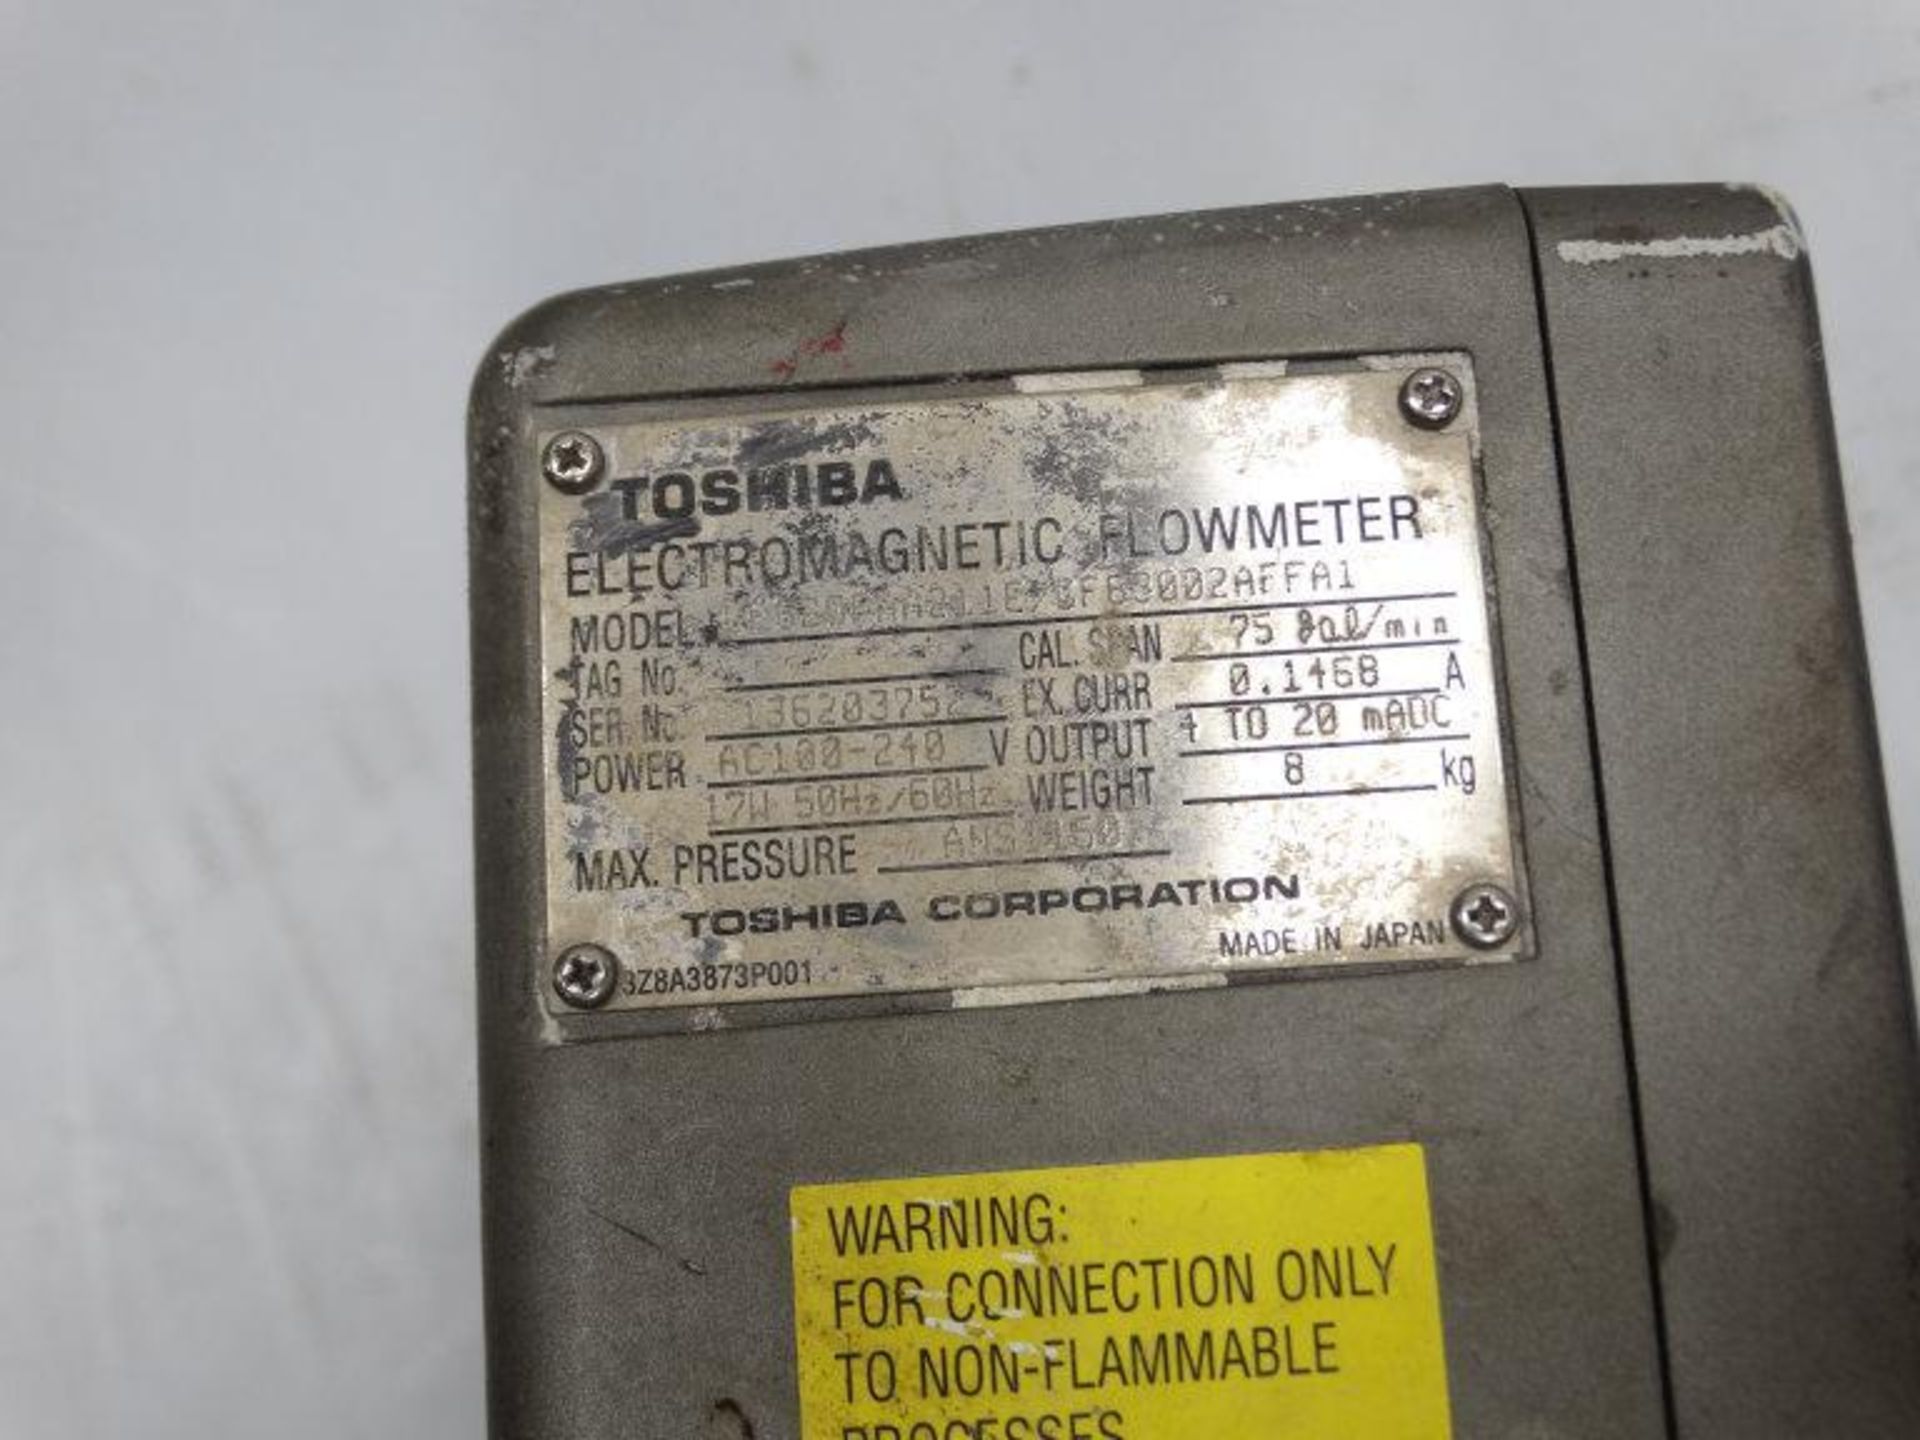 TOSHIBA
ELECTROMAGNETIC FLOWMETER
MODEL
TAG No.
CAL. SPAN 75 gal/min
SER. No. 136203752 EX. CURR 0.1468 A
POWER AC100-240 V OUTPUT 4 TO 20 mADC
17W 50Hz/60Hz WEIGHT 8 kg
MAX. PRESSURE
TOSHIBA CORPORATION
MADE IN JAPAN
3Z8A3873P001
WARNING:
FOR CONNECTION ONLY
TO NON-FLAMMABLE
PROCESSES